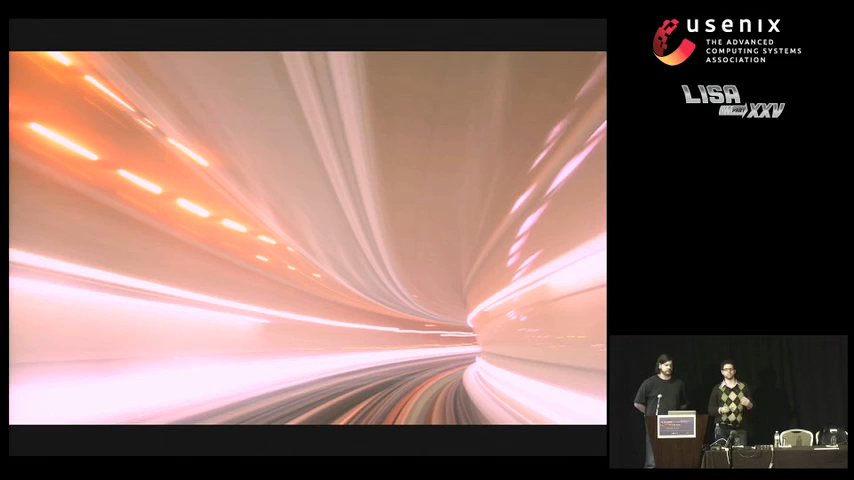 usenix
THE ADVANCED
COMPUTING SYSTEMS
ASSOCIATION
LISA
XXV